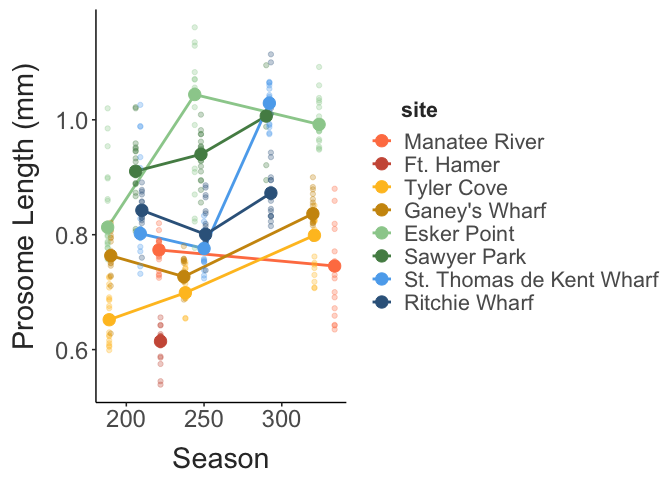 Prosome Length (mm)
1.0
0.8
0.6
200 250 300
Season
site
Manatee River
Ft. Hamer
Tyler Cove
Ganey's Wharf
Esker Point
Sawyer Park
St. Thomas de Kent Wharf
Ritchie Wharf